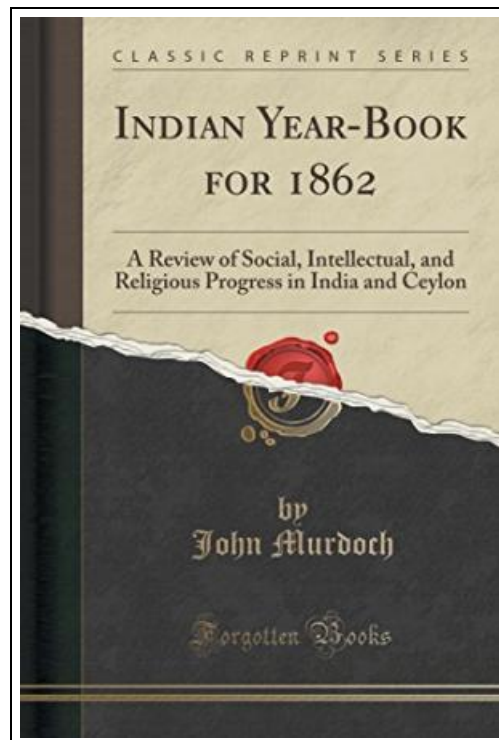 CLASSIC REPRINT SERIES
INDIAN YEAR-BOOK
FOR 1862
A Review of Social, Intellectual, and
Religious Progress in India and Ceylon
by
John Murdoch
Forgotten Books